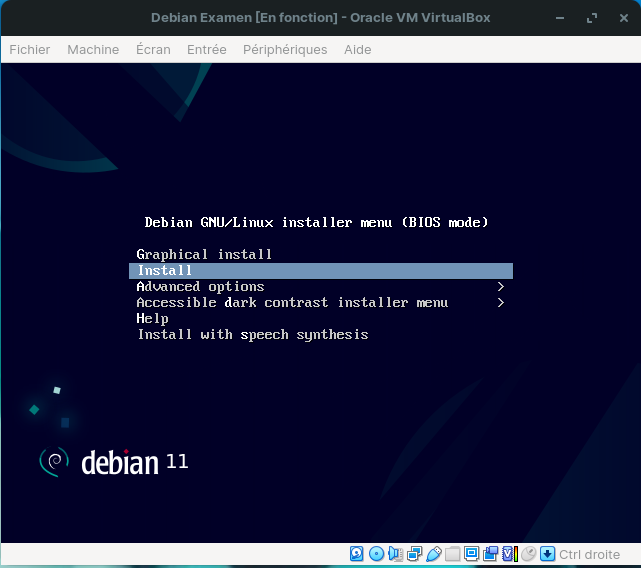 Debian Examen [En fonction] - Oracle VM VirtualBox
Fichier Machine Écran Entrée Périphériques Aide
Debian GNU/Linux installer menu (BIOS mode)
Graphical install
Install
Advanced options >
Accessible dark contrast installer menu >
Help
Install with speech synthesis
debian 11
Ctrl droite